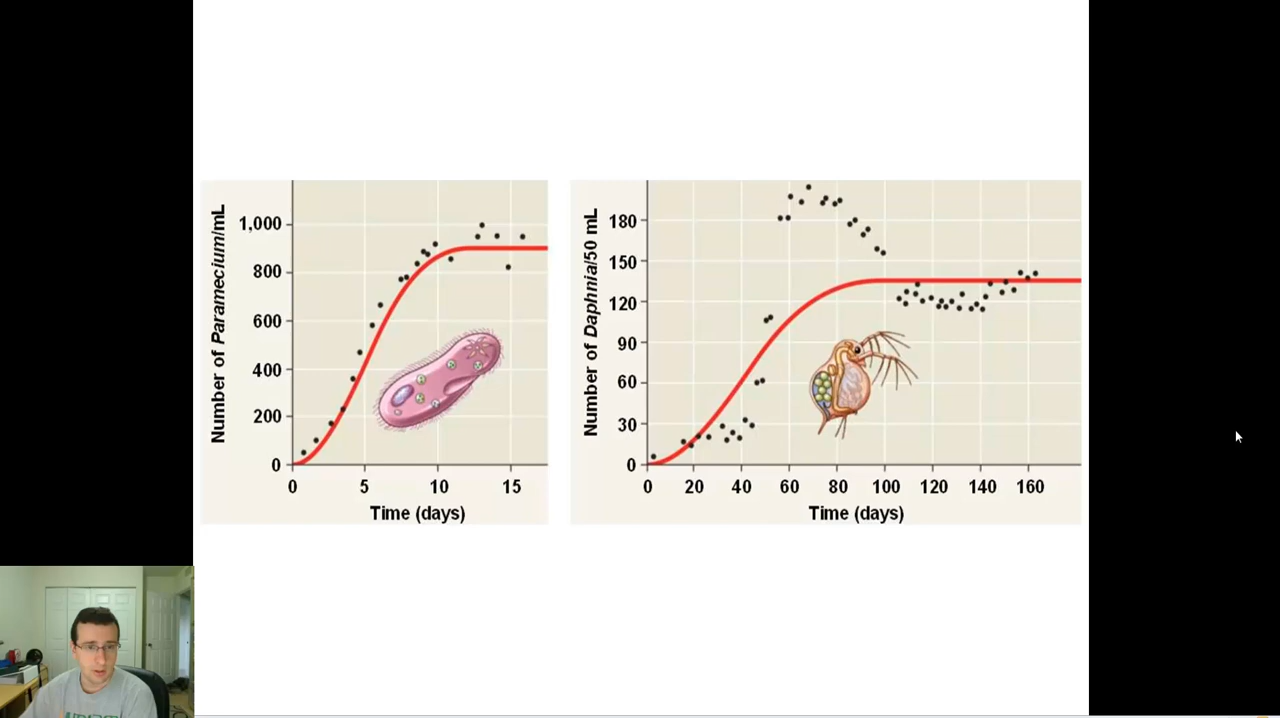 Number of Paramecium/mL
1,000
800
600
400
200
0
0 5 10 15
Time (days)
Number of Daphnia/50 mL
180
150
120
90
60
30
0
0 20 40 60 80 100 120 140 160
Time (days)